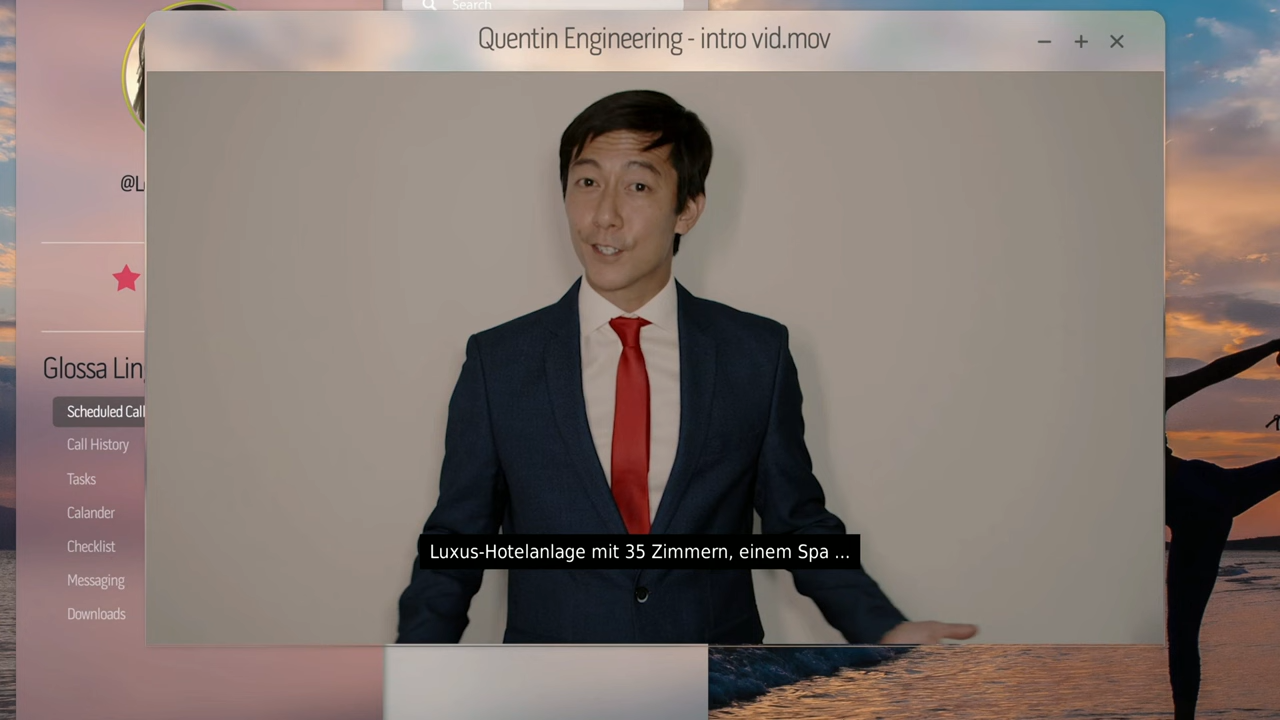 Search
Quentin Engineering - intro vid.mov
@L
Glossa Lin
Scheduled Call
Call History
Tasks
Calander
Checklist
Messaging
Downloads
Luxus-Hotelanlage mit 35 Zimmern, einem Spa ...